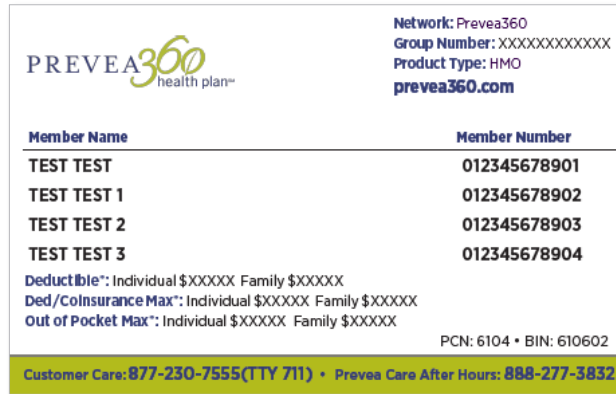 PREVEA360
health plan℠
Network: Prevea360
Group Number: XXXXXXXXXXXX
Product Type: HMO
prevea360.com
Member Name Member Number
TEST TEST 012345678901
TEST TEST 1 012345678902
TEST TEST 2 012345678903
TEST TEST 3 012345678904
Deductible*: Individual $XXXXX Family $XXXXX
Ded/Coinsurance Max*: Individual $XXXXX Family $XXXXX
Out of Pocket Max*: Individual $XXXXX Family $XXXXX
PCN: 6104 • BIN: 610602
Customer Care: 877-230-7555(TTY 711) • Prevea Care After Hours: 888-277-3832